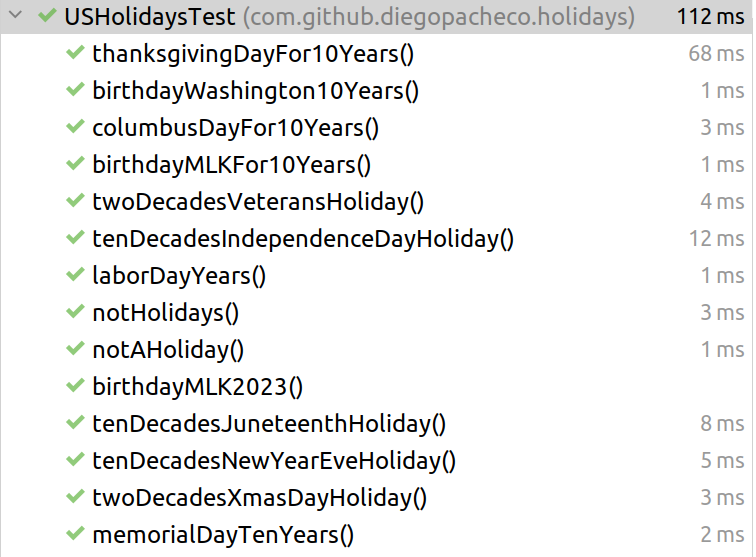 USHolidaysTest (com.github.diegopacheco.holidays) 112 ms
thanksgivingDayFor10Years() 68 ms
birthdayWashington10Years() 1 ms
columbusDayFor10Years() 3 ms
birthdayMLKFor10Years() 1 ms
twoDecadesVeteransHoliday() 4 ms
tenDecadesIndependenceDayHoliday() 12 ms
laborDayYears() 1 ms
notHolidays() 3 ms
notAHoliday() 1 ms
birthdayMLK2023()
tenDecadesJuneteenthHoliday() 8 ms
tenDecadesNewYearEveHoliday() 5 ms
twoDecadesXmasDayHoliday() 3 ms
memorialDayTenYears() 2 ms